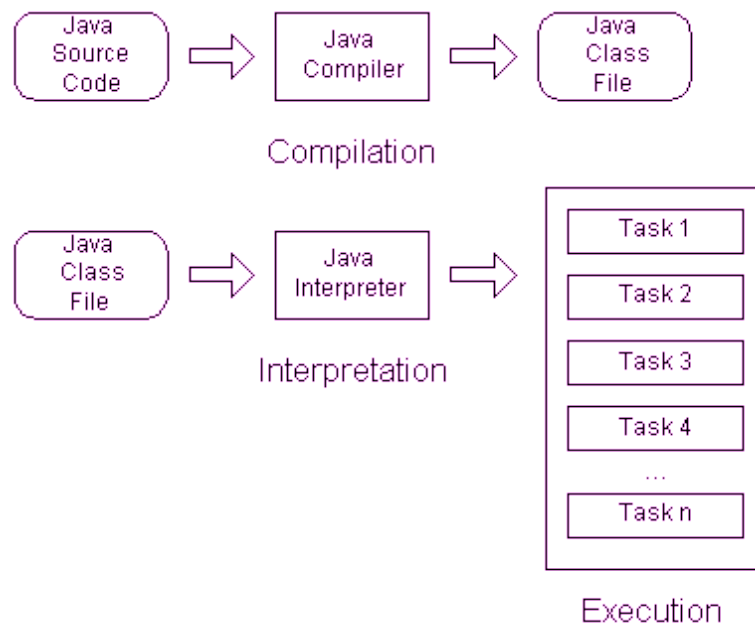 Java
Source
Code
Java
Compiler
Java
Class
File
Compilation
Java
Class
File
Java
Interpreter
Interpretation
Task 1
Task 2
Task 3
Task 4
...
Task n
Execution